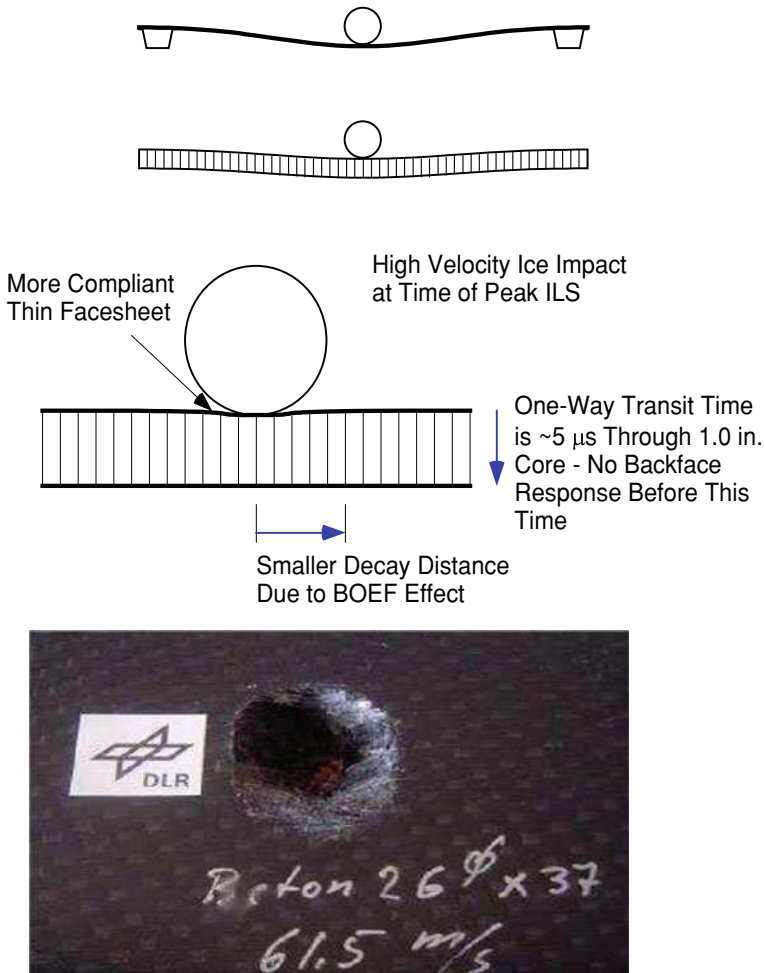 More Compliant
Thin Facesheet
High Velocity Ice Impact
at Time of Peak ILS
One-Way Transit Time
is ~5 μs Through 1.0 in.
Core - No Backface
Response Before This
Time
Smaller Decay Distance
Due to BOEF Effect
DLR
Beton 26 ϕ x 37
61.5 m/s